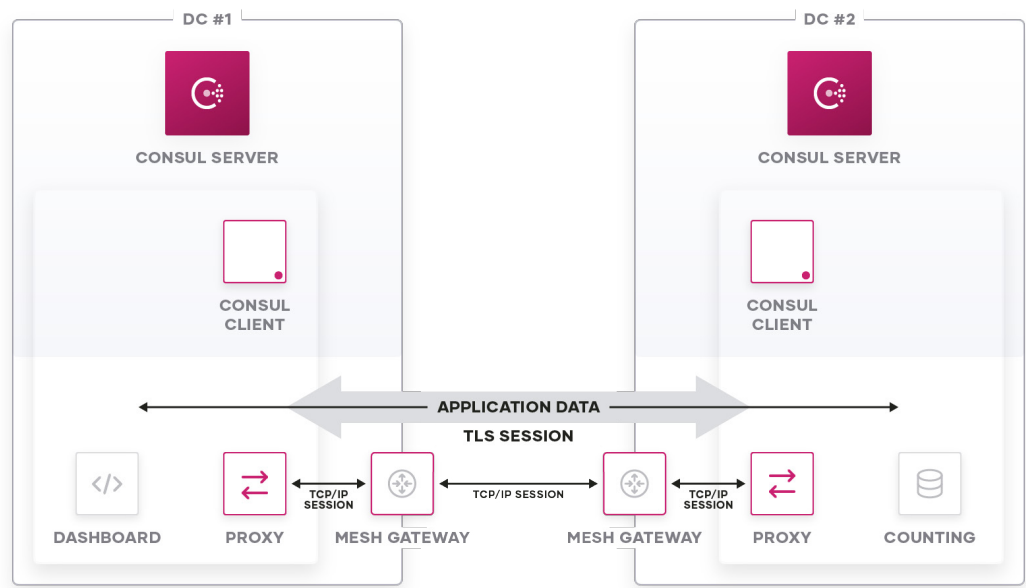 DC #1
DC #2
CONSUL SERVER
CONSUL SERVER
CONSUL
CLIENT
CONSUL
CLIENT
APPLICATION DATA
TLS SESSION
TCP/IP
SESSION
TCP/IP SESSION
TCP/IP
SESSION
DASHBOARD
PROXY
MESH GATEWAY
MESH GATEWAY
PROXY
COUNTING